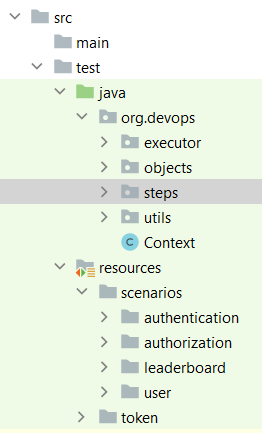 src
main
test
java
org.devops
executor
objects
steps
utils
C Context
resources
scenarios
authentication
authorization
leaderboard
user
token